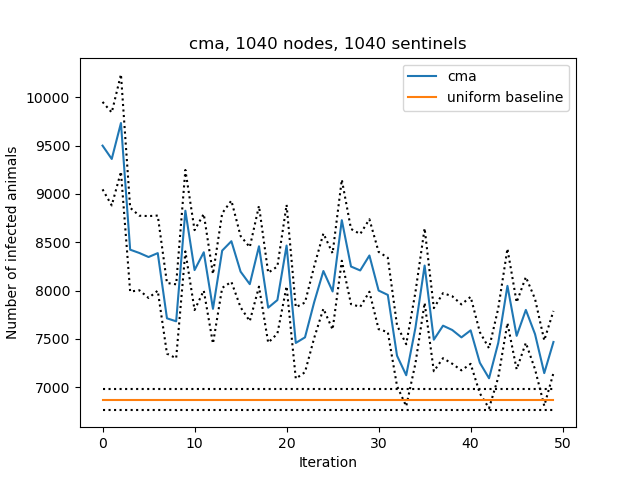 cma, 1040 nodes, 1040 sentinels
cma
uniform baseline
Number of infected animals
10000
9500
9000
8500
8000
7500
7000
0 10 20 30 40 50
Iteration